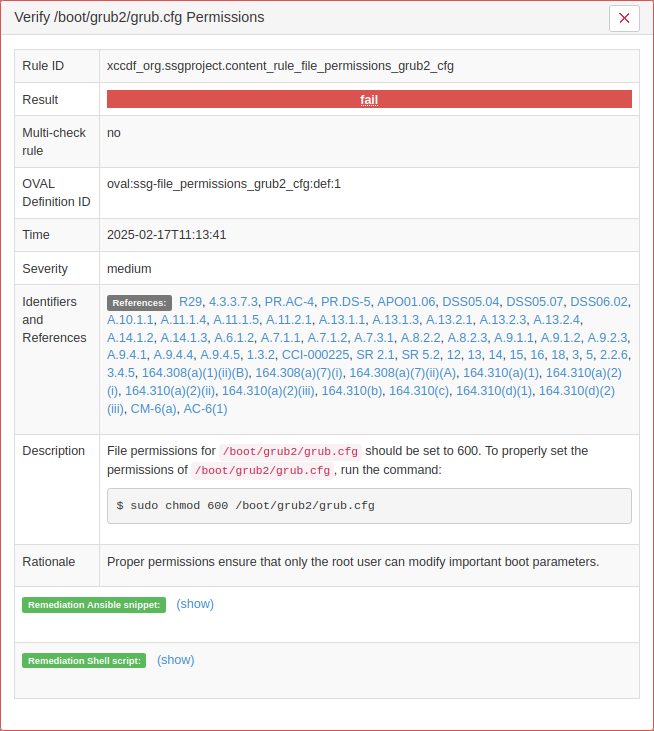 Verify /boot/grub2/grub.cfg Permissions
Rule ID xccdf_org.ssgproject.content_rule_file_permissions_grub2_cfg
Result fail
Multi-check rule no
OVAL Definition ID oval:ssg-file_permissions_grub2_cfg:def:1
Time 2025-02-17T11:13:41
Severity medium
Identifiers and References
References: R29, 4.3.3.7.3, PR.AC-4, PR.DS-5, APO01.06, DSS05.04, DSS05.07, DSS06.02,
A.10.1.1, A.11.1.4, A.11.1.5, A.11.2.1, A.13.1.1, A.13.1.3, A.13.2.1, A.13.2.3, A.13.2.4,
A.14.1.2, A.14.1.3, A.6.1.2, A.7.1.1, A.7.1.2, A.7.3.1, A.8.2.2, A.8.2.3, A.9.1.1, A.9.1.2, A.9.2.3,
A.9.4.1, A.9.4.4, A.9.4.5, 1.3.2, CCI-000225, SR 2.1, SR 5.2, 12, 13, 14, 15, 16, 18, 3, 5, 2.2.6,
3.4.5, 164.308(a)(1)(ii)(B), 164.308(a)(7)(i), 164.308(a)(7)(ii)(A), 164.310(a)(1), 164.310(a)(2)
(i), 164.310(a)(2)(ii), 164.310(a)(2)(iii), 164.310(b), 164.310(c), 164.310(d)(1), 164.310(d)(2)
(iii), CM-6(a), AC-6(1)
Description File permissions for /boot/grub2/grub.cfg should be set to 600. To properly set the
permissions of /boot/grub2/grub.cfg, run the command:
$ sudo chmod 600 /boot/grub2/grub.cfg
Rationale Proper permissions ensure that only the root user can modify important boot parameters.
Remediation Ansible snippet: (show)
Remediation Shell script: (show)